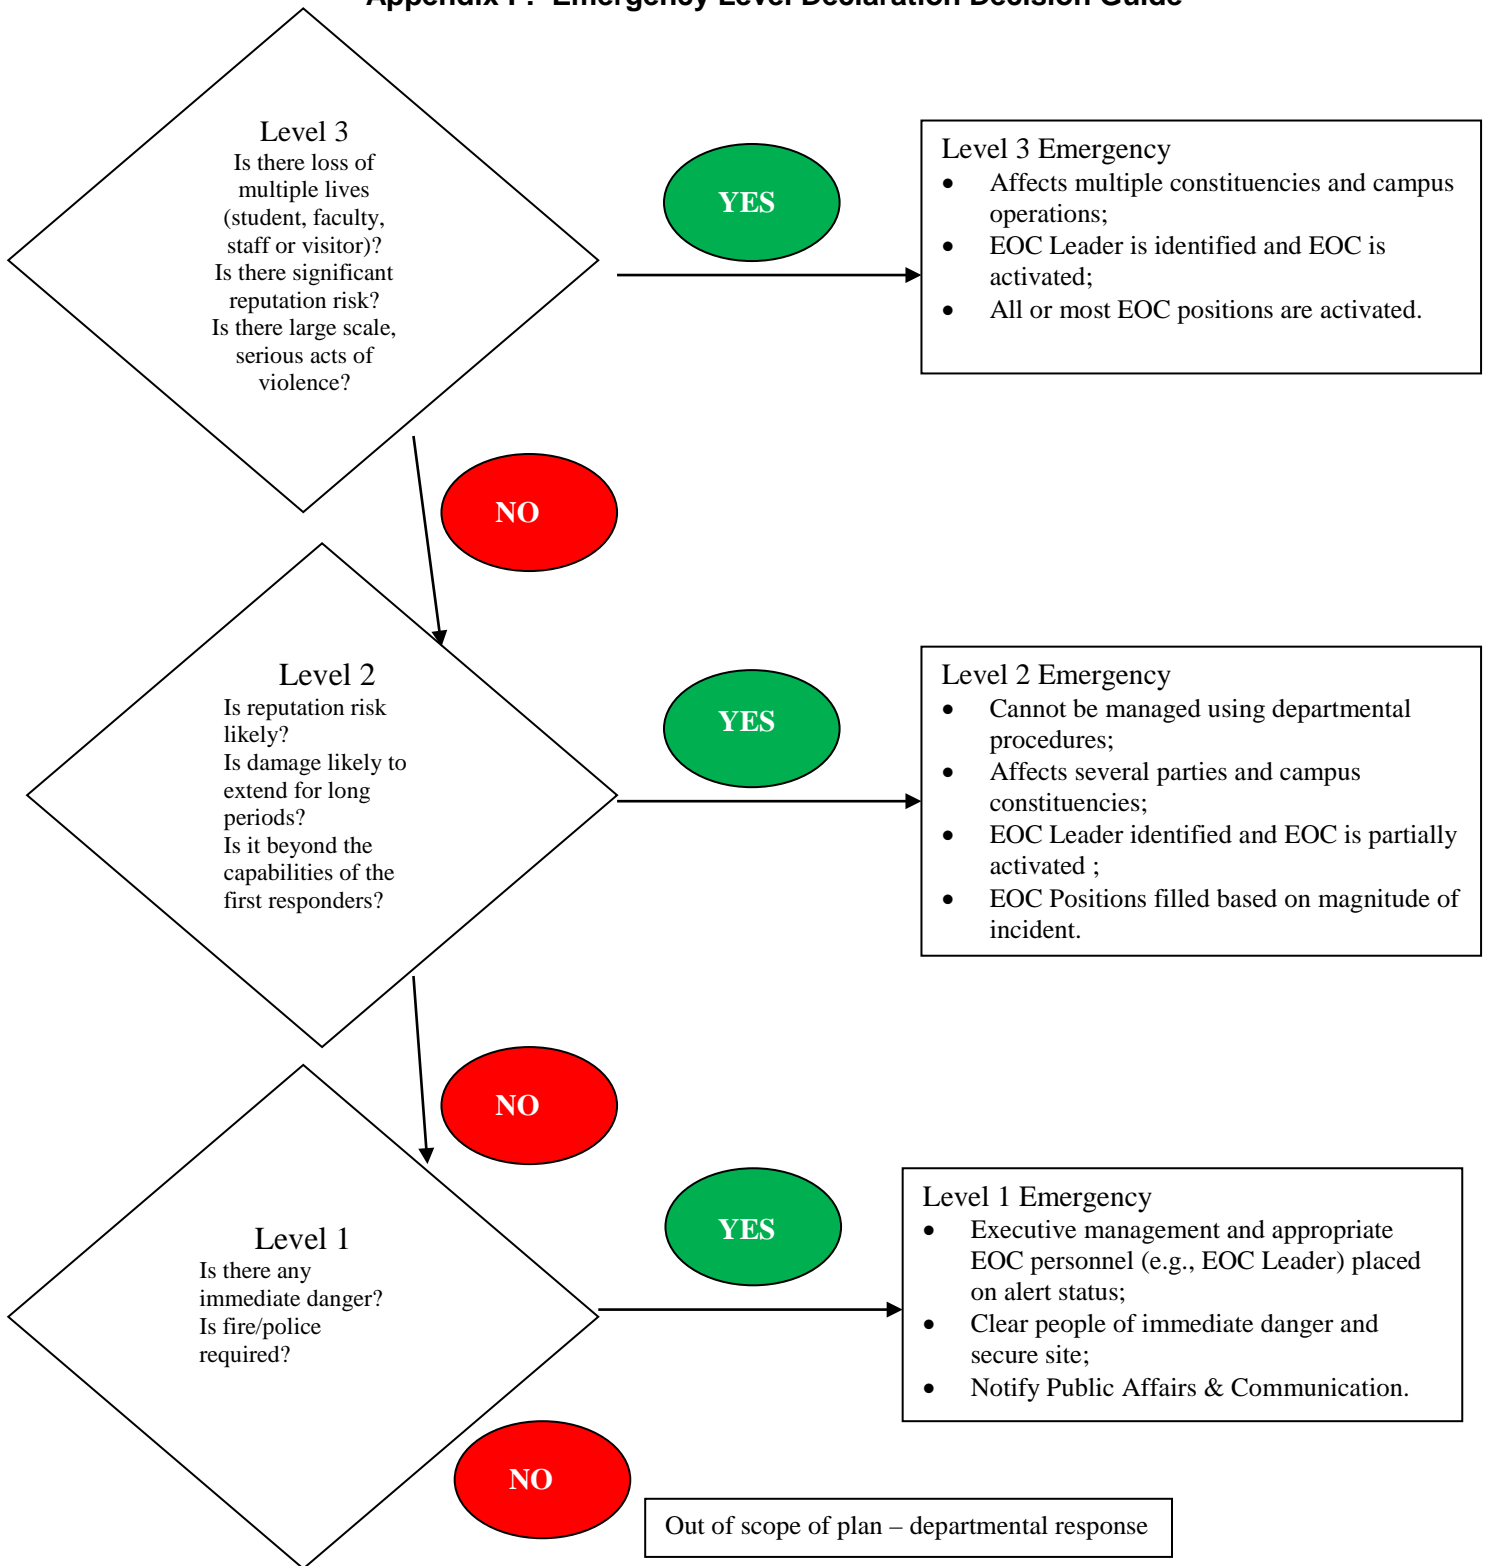 Appendix F: Emergency Level Declaration Decision Guide
Level 3
Is there loss of
multiple lives
(student, faculty,
staff or visitor)?
Is there significant
reputation risk?
Is there large scale,
serious acts of
violence?
YES
Level 3 Emergency
• Affects multiple constituencies and campus
operations;
• EOC Leader is identified and EOC is
activated;
• All or most EOC positions are activated.
NO
Level 2
Is reputation risk
likely?
Is damage likely to
extend for long
periods?
Is it beyond the
capabilities of the
first responders?
YES
Level 2 Emergency
• Cannot be managed using departmental
procedures;
• Affects several parties and campus
constituencies;
• EOC Leader identified and EOC is partially
activated ;
• EOC Positions filled based on magnitude of
incident.
NO
Level 1
Is there any
immediate danger?
Is fire/police
required?
YES
Level 1 Emergency
• Executive management and appropriate
EOC personnel (e.g., EOC Leader) placed
on alert status;
• Clear people of immediate danger and
secure site;
• Notify Public Affairs & Communication.
NO
Out of scope of plan – departmental response